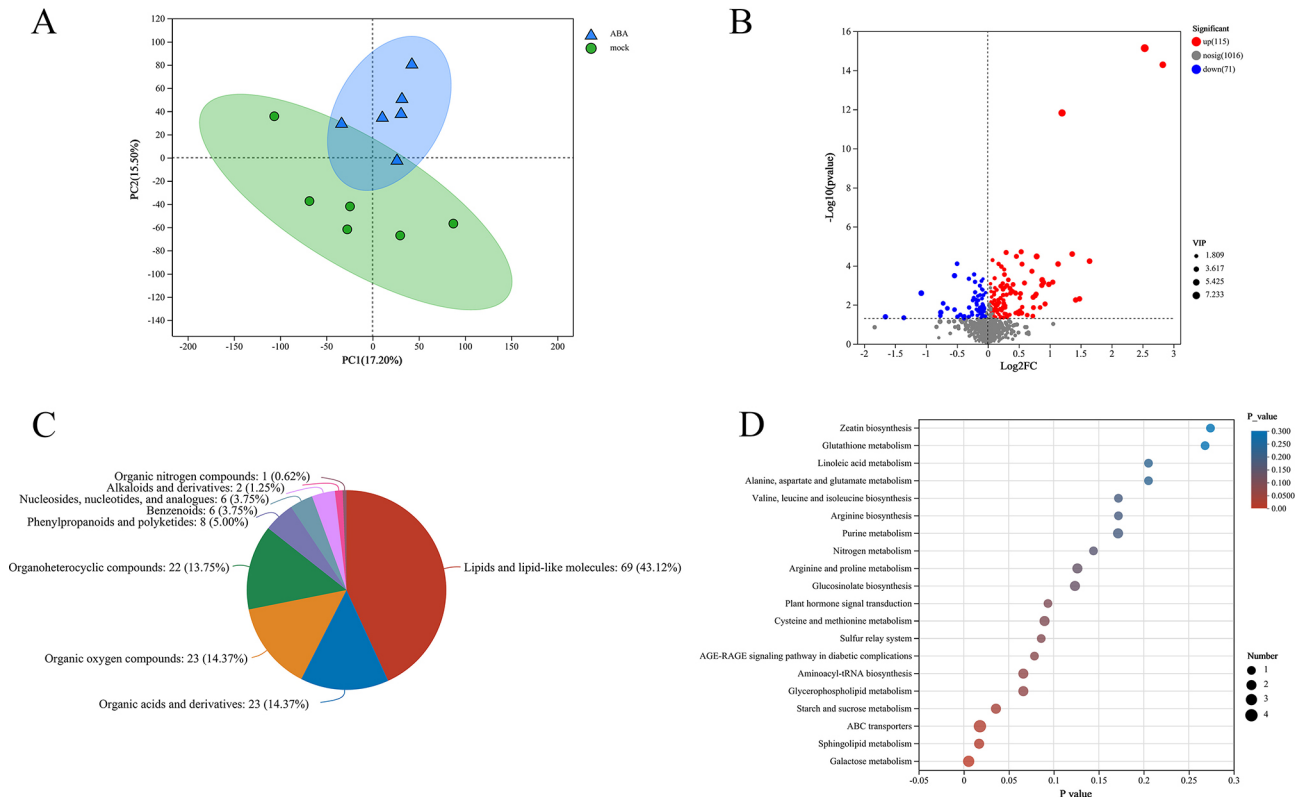 A
ABA
mock
120
100
80
60
40
20
0
-20
-40
-60
-80
-100
-120
-140
PC2(15.50%)
-200
-150
-100
-50
0
50
100
150
200
PC1(17.20%)
B
Significant
up(115)
nosig(1016)
down(71)
16
14
12
10
8
6
4
2
0
-Log10(pvalue)
VIP
1.809
3.617
5.425
7.233
-2
-1.5
-1
-0.5
0
0.5
1
1.5
2
2.5
3
Log2FC
C
Organic nitrogen compounds: 1 (0.62%)
Alkaloids and derivatives: 2 (1.25%)
Nucleosides, nucleotides, and analogues: 6 (3.75%)
Benzenoids: 6 (3.75%)
Phenylpropanoids and polyketides: 8 (5.00%)
Organoheterocyclic compounds: 22 (13.75%)
Lipids and lipid-like molecules: 69 (43.12%)
Organic oxygen compounds: 23 (14.37%)
Organic acids and derivatives: 23 (14.37%)
D
Zeatin biosynthesis
Glutathione metabolism
Linoleic acid metabolism
Alanine, aspartate and glutamate metabolism
Valine, leucine and isoleucine biosynthesis
Arginine biosynthesis
Purine metabolism
Nitrogen metabolism
Arginine and proline metabolism
Glucosinolate biosynthesis
Plant hormone signal transduction
Cysteine and methionine metabolism
Sulfur relay system
AGE-RAGE signaling pathway in diabetic complications
Aminoacyl-tRNA biosynthesis
Glycerophospholipid metabolism
Starch and sucrose metabolism
ABC transporters
Sphingolipid metabolism
Galactose metabolism
-0.05
0
0.05
0.1
0.15
0.2
0.25
0.3
P value
P_value
0.300
0.250
0.200
0.150
0.100
0.0500
0.00
Number
1
2
3
4